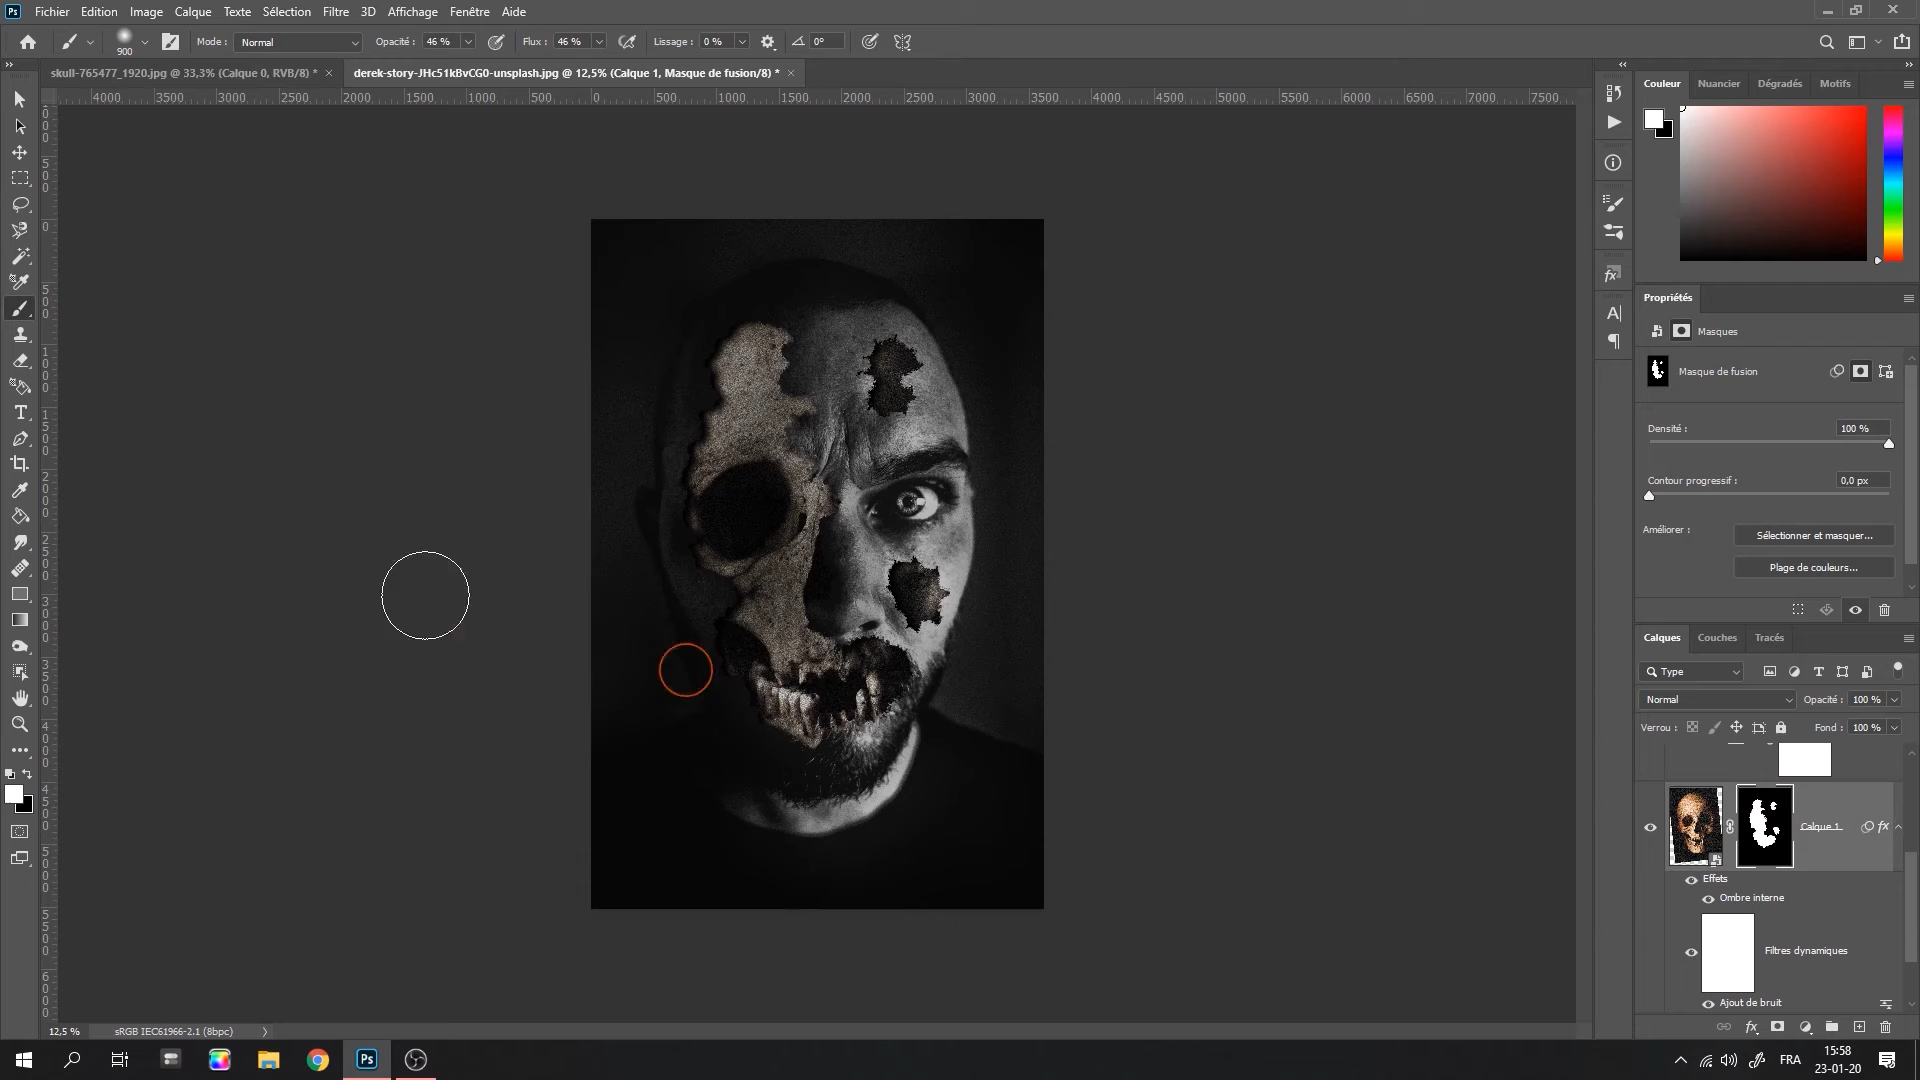 Ps Fichier Edition Image Calque Texte Sélection Filtre 3D Affichage Fenêtre Aide
900 Mode : Normal Opacité : 46 % Flux : 46 % Lissage : 0 % 0°
skull-765477_1920.jpg @ 33,3% (Calque 0, RVB/8) * × derek-story-JHc51kBvCG0-unsplash.jpg @ 12,5% (Calque 1, Masque de fusion/8) * ×
4000 3500 3000 2500 2000 1500 1000 500 0 500 1000 1500 2000 2500 3000 3500 4000 4500 5000 5500 6000 6500 7000 7500
Couleur Nuancier Dégradés Motifs
Propriétés
Masques
Masque de fusion
Densité : 100 %
Contour progressif : 0,0 px
Améliorer : Sélectionner et masquer...
Plage de couleurs...
Calques Couches Tracés
Type
Normal Opacité : 100 %
Verrou : Fond : 100 %
Calque 1 fx
Effets
Ombre interne
Filtres dynamiques
Ajout de bruit
12,5 % sRGB IEC61966-2.1 (8bpc)
Ps FRA 15:58
23-01-20